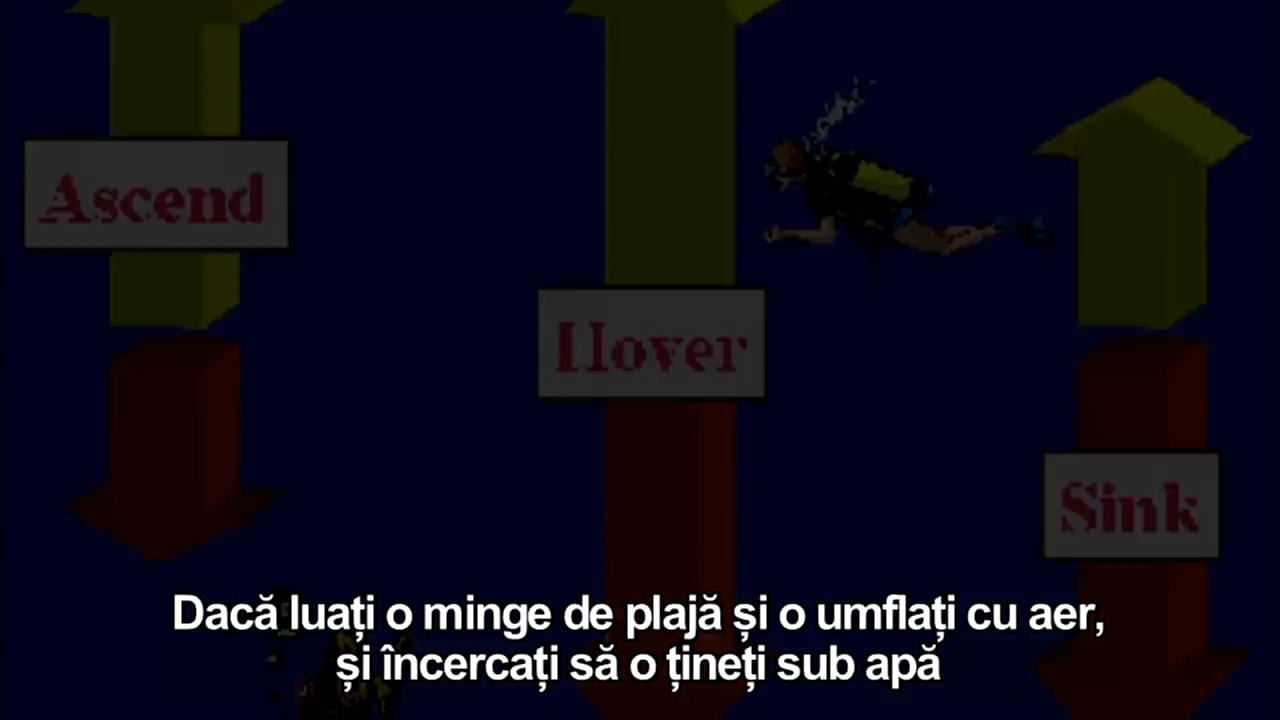 Ascend
Hover
Sink
Dacă luați o minge de plajă și o umflați cu aer,
și încercați să o țineți sub apă